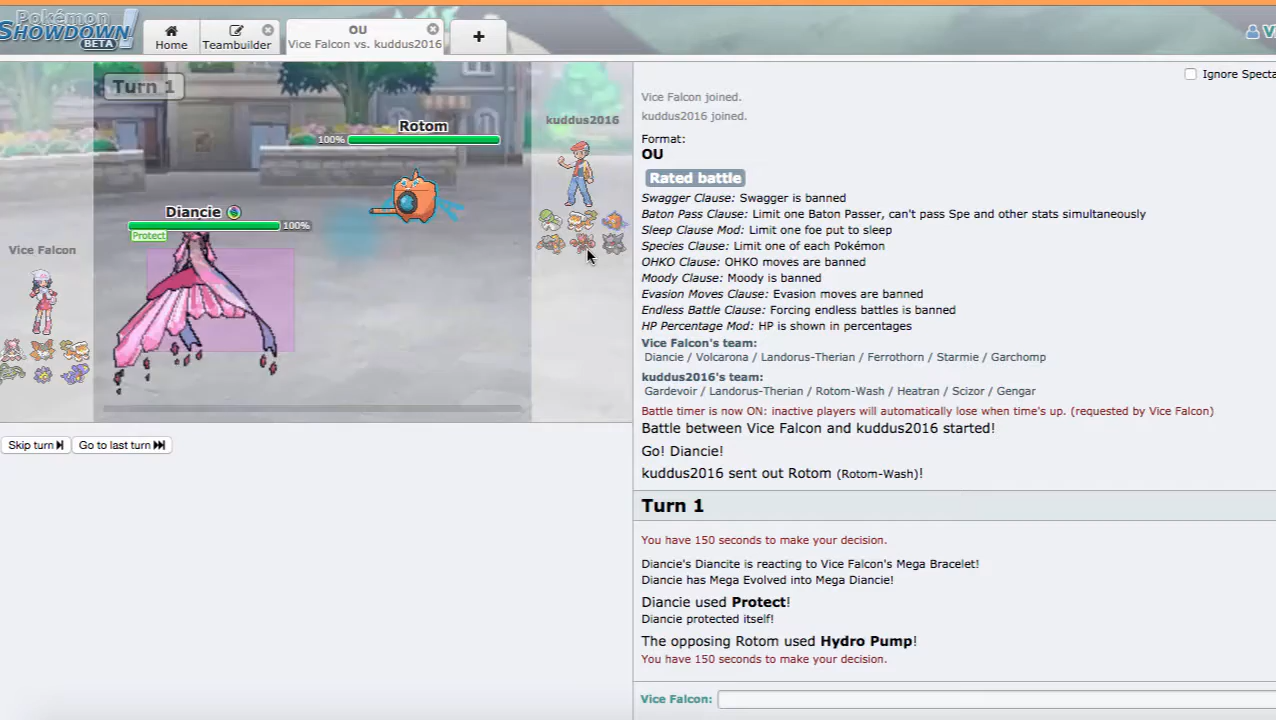 Pokémon
SHOWDOWN!
BETA
Home
Teambuilder
OU
Vice Falcon vs. kuddus2016
+
Turn 1
Rotom
100%
Diancie
100%
Protect
Vice Falcon
kuddus2016
Skip turn
Go to last turn
Ignore Specta
Vice Falcon joined.
kuddus2016 joined.
Format:
OU
Rated battle
Swagger Clause: Swagger is banned
Baton Pass Clause: Limit one Baton Passer, can't pass Spe and other stats simultaneously
Sleep Clause Mod: Limit one foe put to sleep
Species Clause: Limit one of each Pokémon
OHKO Clause: OHKO moves are banned
Moody Clause: Moody is banned
Evasion Moves Clause: Evasion moves are banned
Endless Battle Clause: Forcing endless battles is banned
HP Percentage Mod: HP is shown in percentages
Vice Falcon's team:
Diancie / Volcarona / Landorus-Therian / Ferrothorn / Starmie / Garchomp
kuddus2016's team:
Gardevoir / Landorus-Therian / Rotom-Wash / Heatran / Scizor / Gengar
Battle timer is now ON: inactive players will automatically lose when time's up. (requested by Vice Falcon)
Battle between Vice Falcon and kuddus2016 started!
Go! Diancie!
kuddus2016 sent out Rotom (Rotom-Wash)!
Turn 1
You have 150 seconds to make your decision.
Diancie's Diancite is reacting to Vice Falcon's Mega Bracelet!
Diancie has Mega Evolved into Mega Diancie!
Diancie used Protect!
Diancie protected itself!
The opposing Rotom used Hydro Pump!
You have 150 seconds to make your decision.
Vice Falcon: